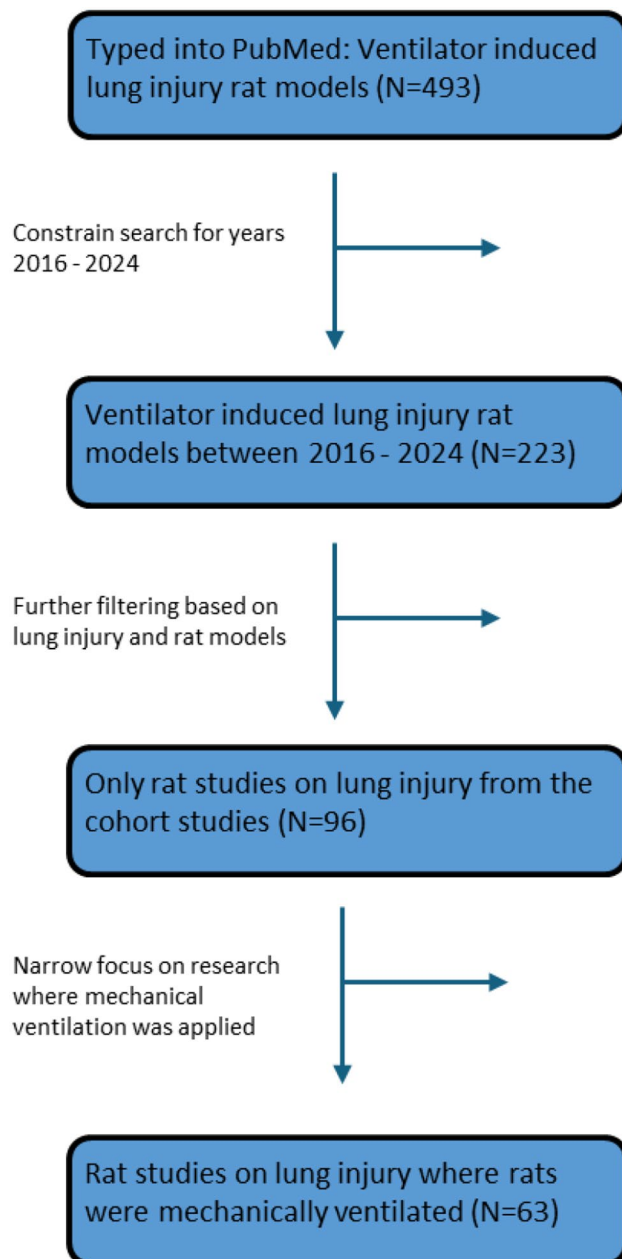 Typed into PubMed: Ventilator induced
lung injury rat models (N=493)
Constrain search for years
2016 - 2024
Ventilator induced lung injury rat
models between 2016 - 2024 (N=223)
Further filtering based on
lung injury and rat models
Only rat studies on lung injury from the
cohort studies (N=96)
Narrow focus on research
where mechanical
ventilation was applied
Rat studies on lung injury where rats
were mechanically ventilated (N=63)